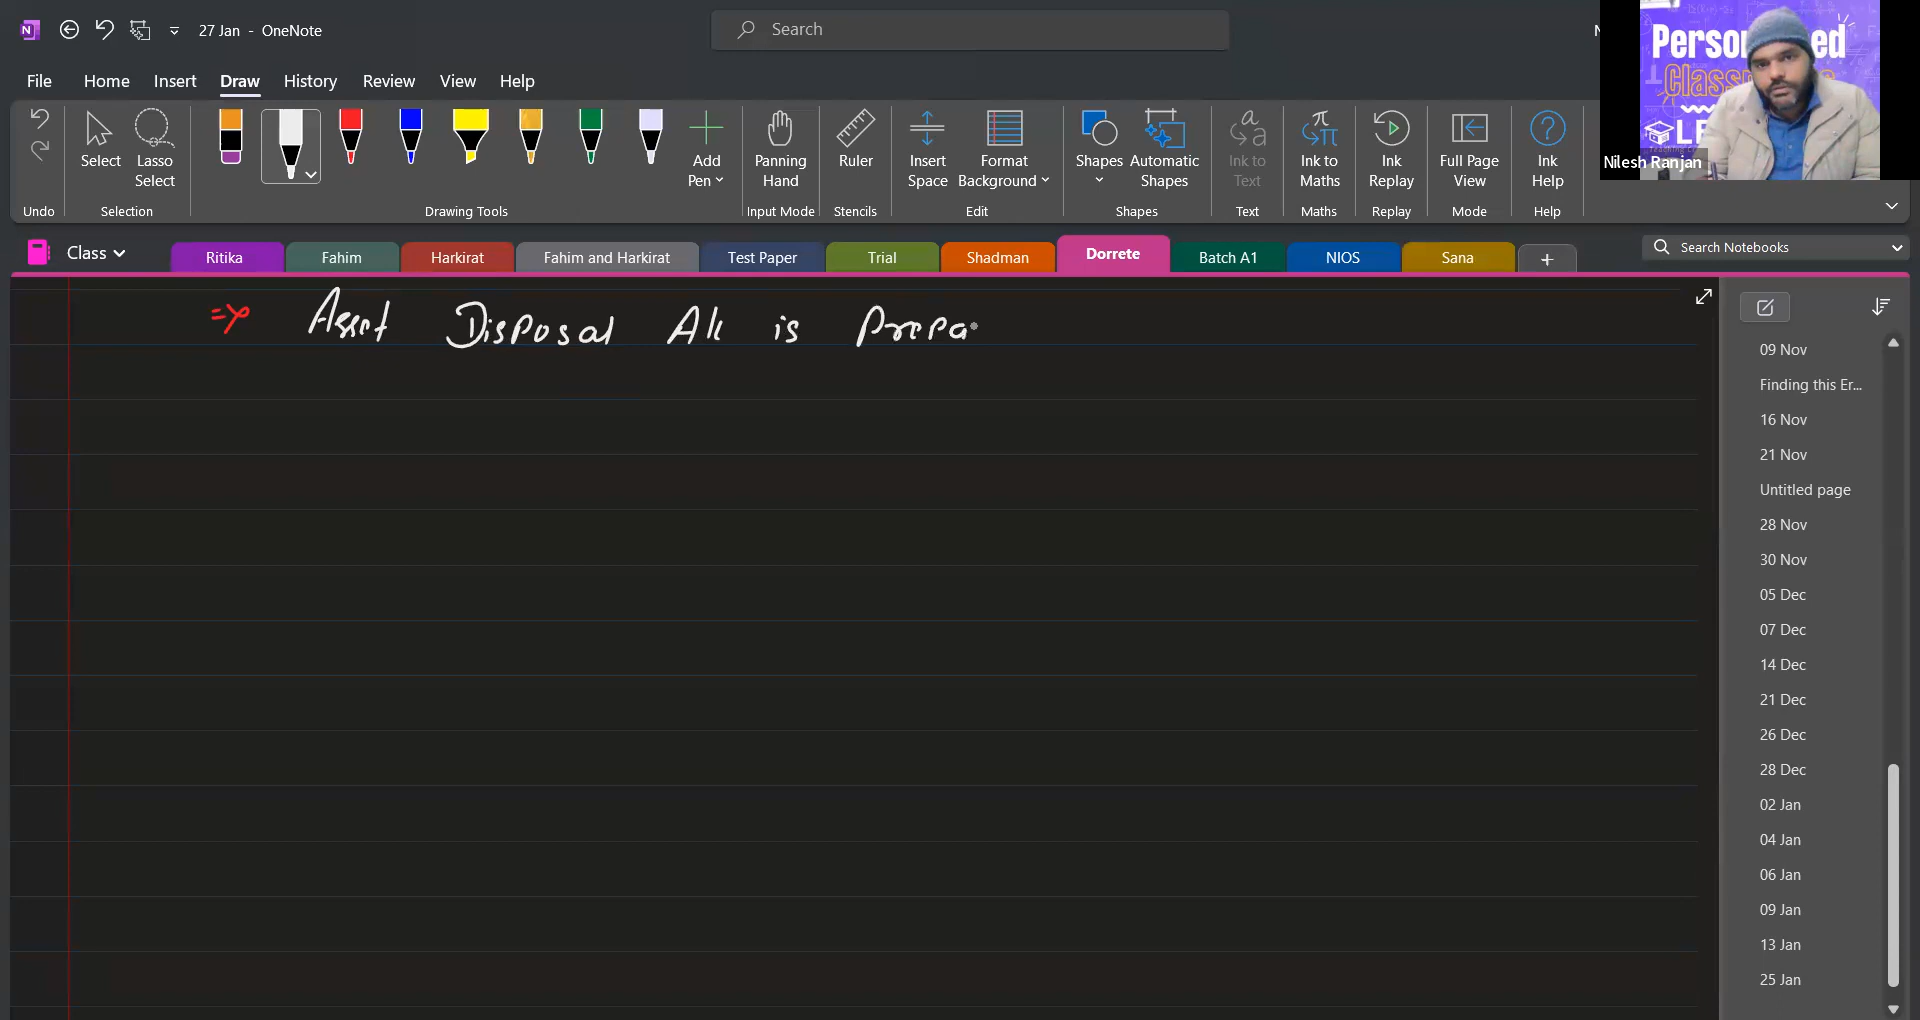 27 Jan - OneNote
Search
File Home Insert Draw History Review View Help
Select
Lasso Select
Add Pen
Panning Hand
Ruler
Insert Space
Format Background
Shapes
Automatic Shapes
Ink to Text
Ink to Maths
Ink Replay
Full Page View
Ink Help
Undo Selection Drawing Tools Input Mode Stencils Edit Shapes Text Maths Replay Mode Help
Nilesh Ranjan
Class Ritika Fahim Harkirat Fahim and Harkirat Test Paper Trial Shadman Dorrete Batch A1 NIOS Sana + Search Notebooks
=> Asset Disposal A/c is Prepa
09 Nov
Finding this Er...
16 Nov
21 Nov
Untitled page
28 Nov
30 Nov
05 Dec
07 Dec
14 Dec
21 Dec
26 Dec
28 Dec
02 Jan
04 Jan
06 Jan
09 Jan
13 Jan
25 Jan